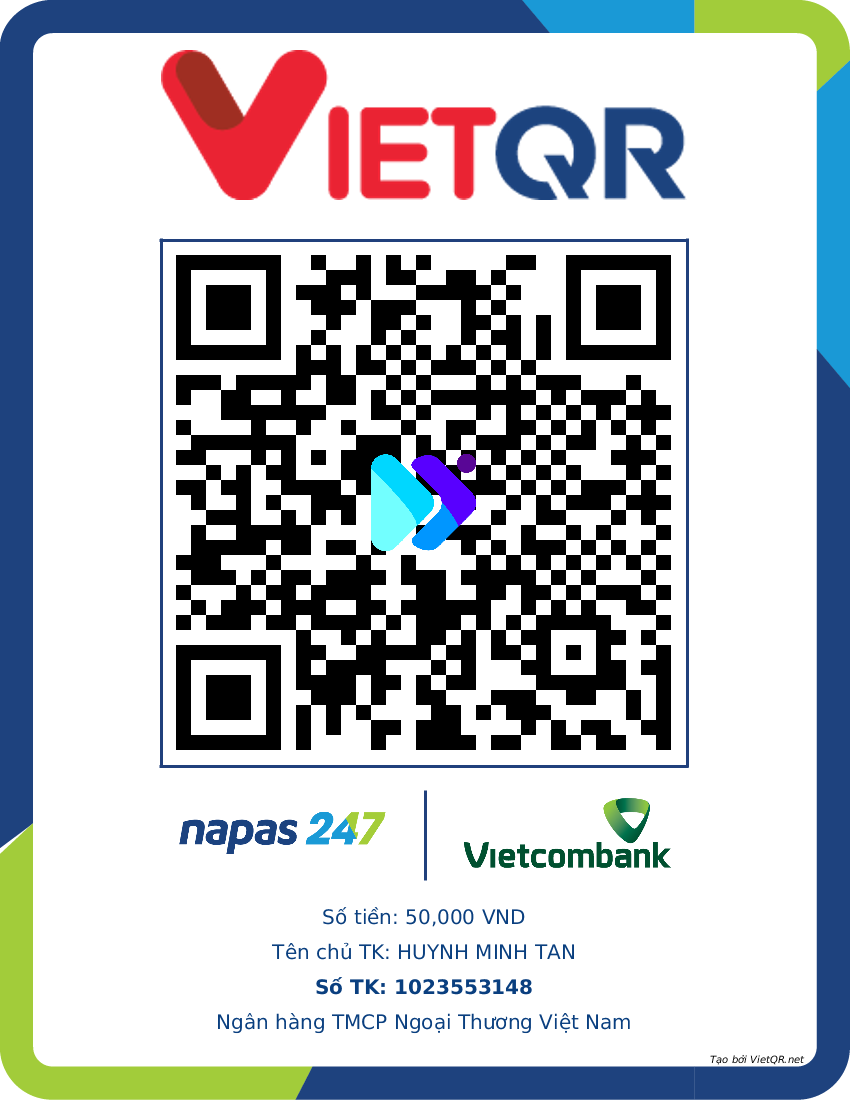 VIETQR
napas 247
Vietcombank
Số tiền: 50,000 VND
Tên chủ TK: HUYNH MINH TAN
Số TK: 1023553148
Ngân hàng TMCP Ngoại Thương Việt Nam
Tạo bởi VietQR.net